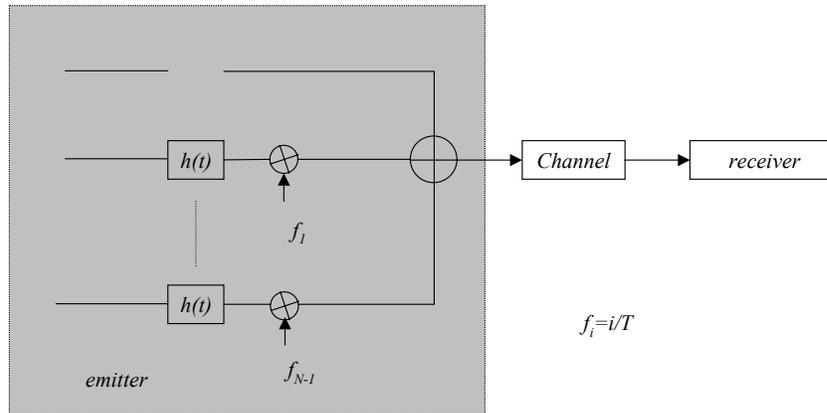 h(t)
Channel
receiver
f1
h(t)
fi=i/T
fN-1
emitter